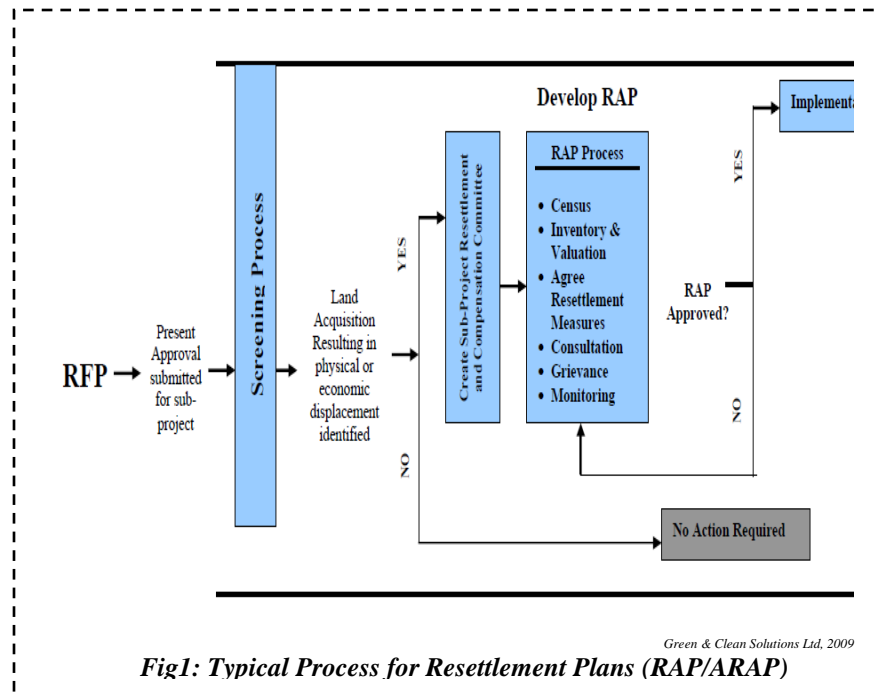 Develop RAP
RFP
Present
Approval
submitted
for sub-
project
Screening Process
Land
Acquisition
Resulting in
physical or
economic
displacement
identified
YES
NO
Create Sub-Project Resettlement
and Compensation Committee
RAP Process
• Census
• Inventory &
Valuation
• Agree
Resettlement
Measures
• Consultation
• Grievance
• Monitoring
RAP
Approved?
YES
NO
Implementa
No Action Required
Green & Clean Solutions Ltd, 2009
Fig1: Typical Process for Resettlement Plans (RAP/ARAP)